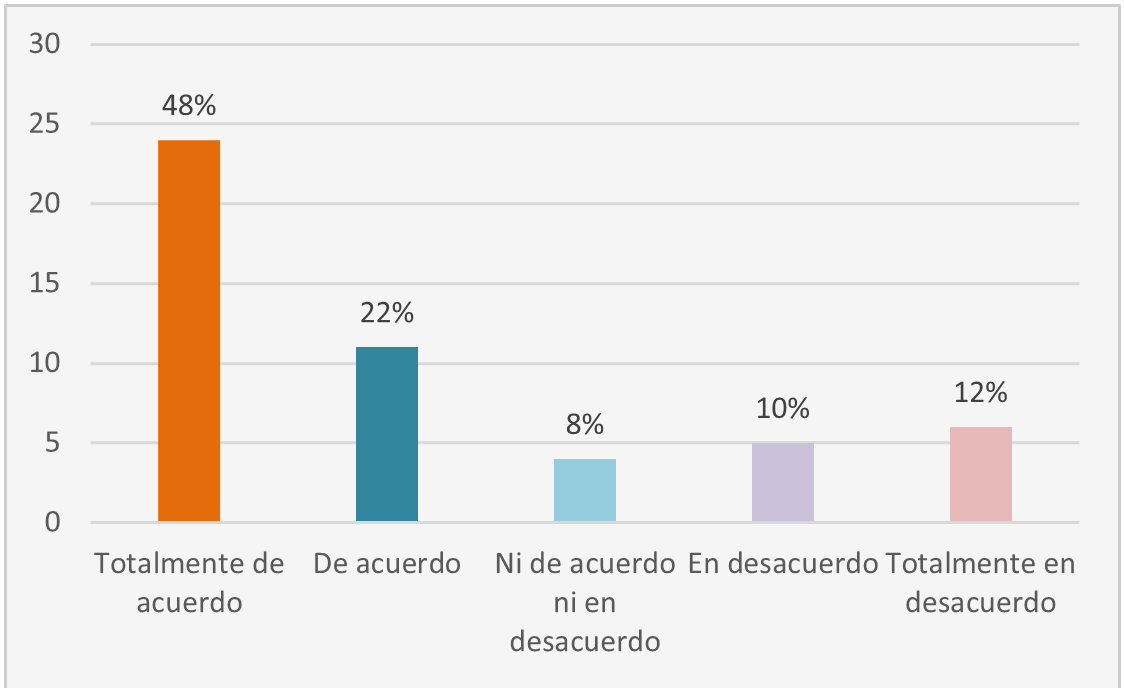 30
25
20
15
10
5
0
48%
22%
8%
10%
12%
Totalmente de
acuerdo
De acuerdo
Ni de acuerdo
ni en
desacuerdo
En desacuerdo
Totalmente en
desacuerdo